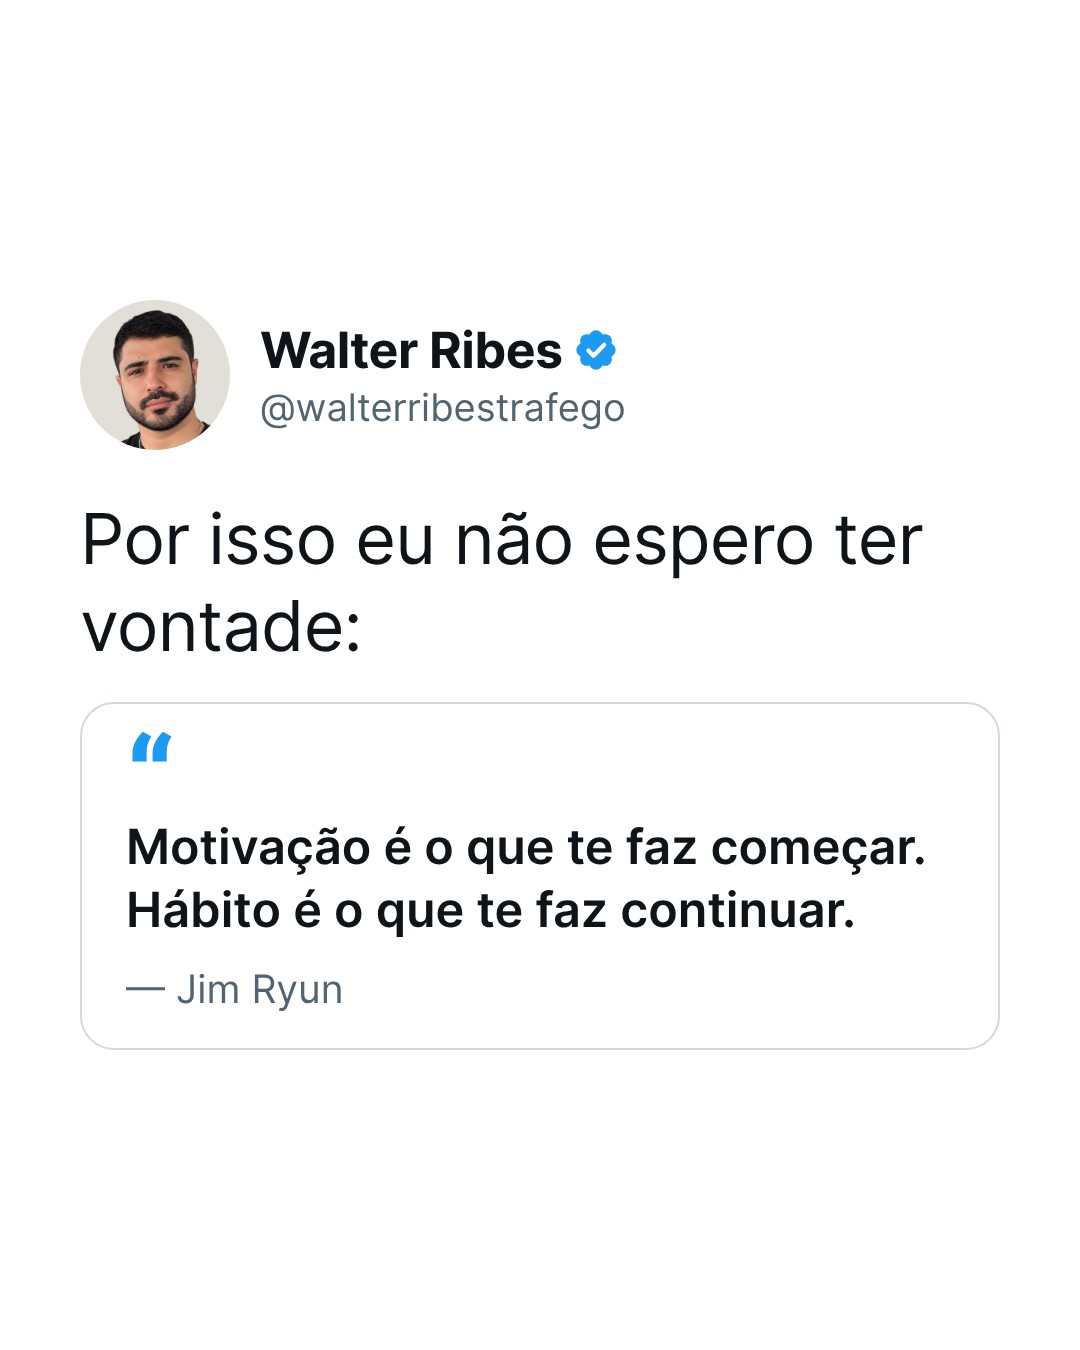 Walter Ribes
@walterribestrafego
Por isso eu não espero ter
vontade:
“
Motivação é o que te faz começar.
Hábito é o que te faz continuar.
— Jim Ryun